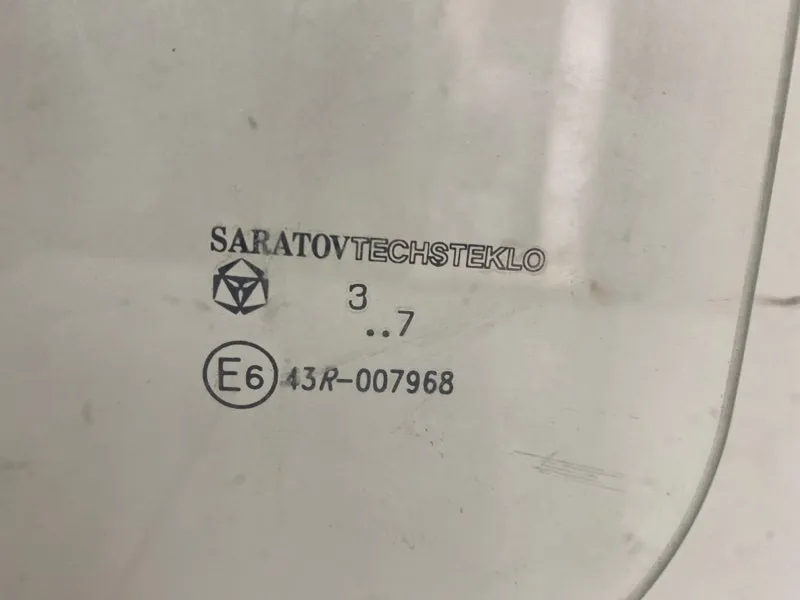 SARATOVTECHSTEKLO
3
..7
E6 43R-007968